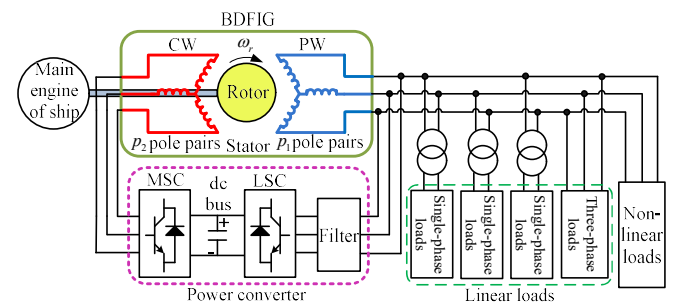 BDFIG
CW
ωr
PW
Main
engine
of ship
Rotor
p2 pole pairs
Stator
p1 pole pairs
MSC
dc
bus
LSC
+
-
Filter
Single-phase
loads
Single-phase
loads
Single-phase
loads
Three-phase
loads
Non-
linear
loads
Power converter
Linear loads